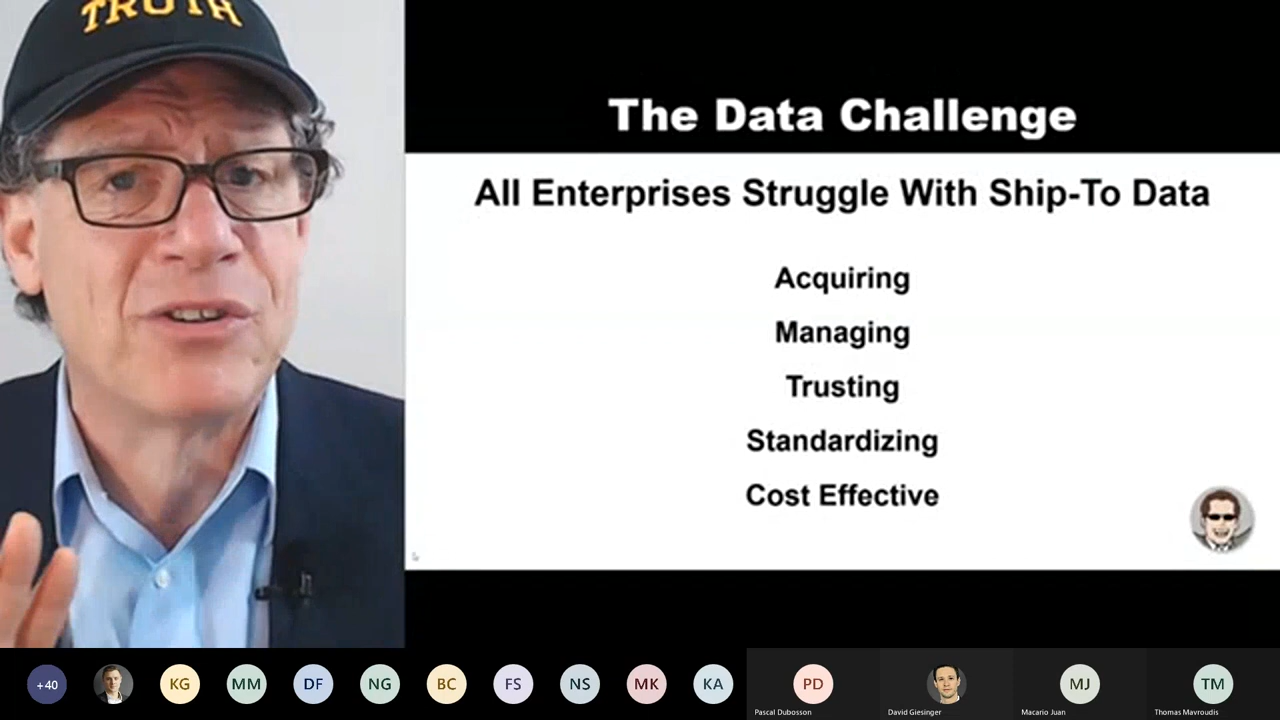 TRUTH
The Data Challenge
All Enterprises Struggle With Ship-To Data
Acquiring
Managing
Trusting
Standardizing
Cost Effective
+40
KG
MM
DF
NG
BC
FS
NS
MK
KA
PD
MJ
TM
Pascal Dubosson
David Giesinger
Macario Juan
Thomas Mavroudis